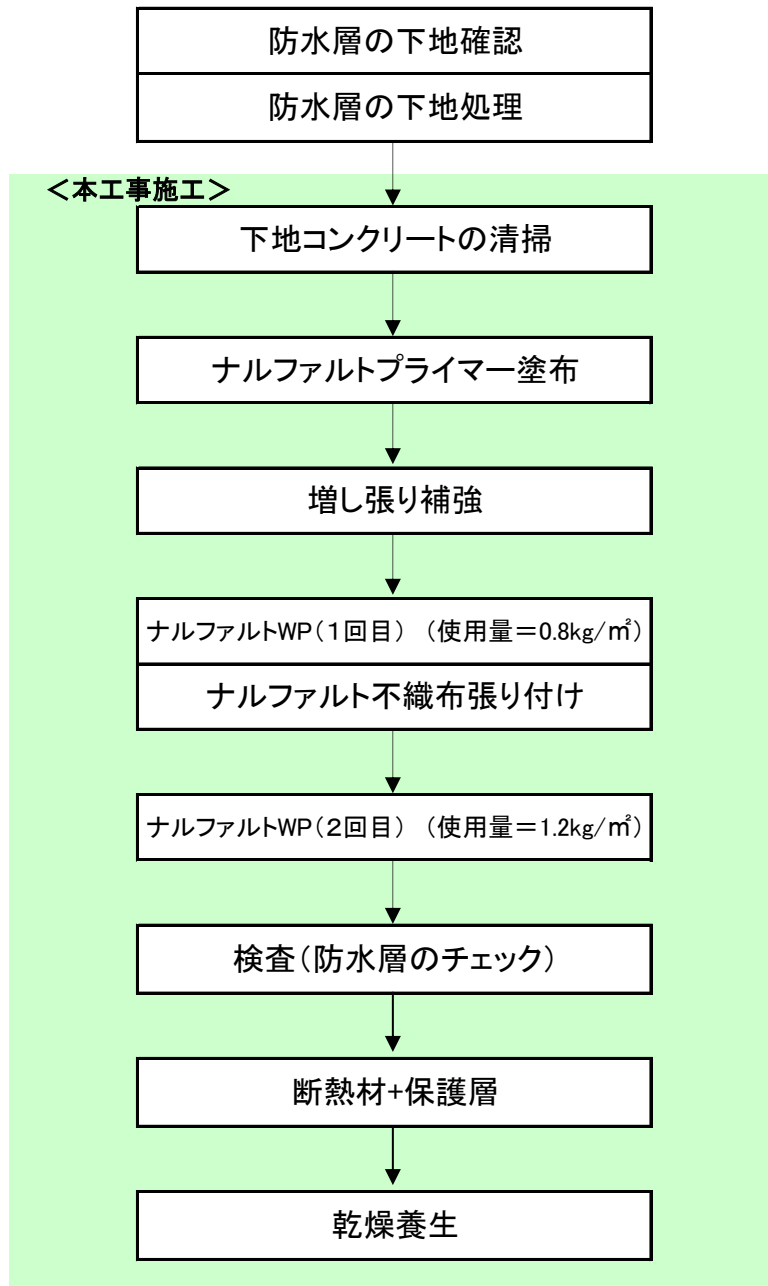 防水層の下地確認
防水層の下地処理
＜本工事施工＞
下地コンクリートの清掃
ナルファルトプライマー塗布
増し張り補強
ナルファルトWP（１回目）　（使用量＝0.8kg/㎡）
ナルファルト不織布張り付け
ナルファルトWP（２回目）　（使用量＝1.2kg/㎡）
検査（防水層のチェック）
断熱材+保護層
乾燥養生